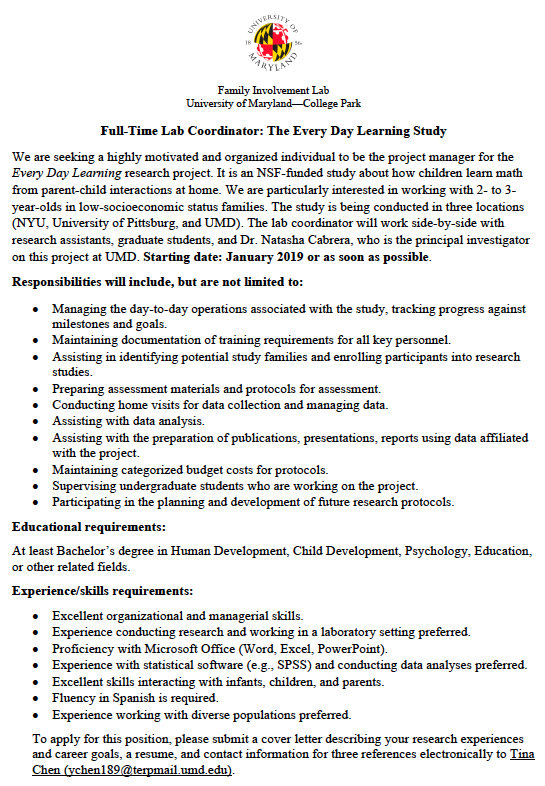 UNIVERSITY OF
18 56
MARYLAND
Family Involvement Lab
University of Maryland—College Park
Full-Time Lab Coordinator: The Every Day Learning Study
We are seeking a highly motivated and organized individual to be the project manager for the
Every Day Learning research project. It is an NSF-funded study about how children learn math
from parent-child interactions at home. We are particularly interested in working with 2- to 3-
year-olds in low-socioeconomic status families. The study is being conducted in three locations
(NYU, University of Pittsburg, and UMD). The lab coordinator will work side-by-side with
research assistants, graduate students, and Dr. Natasha Cabrera, who is the principal investigator
on this project at UMD. Starting date: January 2019 or as soon as possible.
Responsibilities will include, but are not limited to:
• Managing the day-to-day operations associated with the study, tracking progress against
milestones and goals.
• Maintaining documentation of training requirements for all key personnel.
• Assisting in identifying potential study families and enrolling participants into research
studies.
• Preparing assessment materials and protocols for assessment.
• Conducting home visits for data collection and managing data.
• Assisting with data analysis.
• Assisting with the preparation of publications, presentations, reports using data affiliated
with the project.
• Maintaining categorized budget costs for protocols.
• Supervising undergraduate students who are working on the project.
• Participating in the planning and development of future research protocols.
Educational requirements:
At least Bachelor's degree in Human Development, Child Development, Psychology, Education,
or other related fields.
Experience/skills requirements:
• Excellent organizational and managerial skills.
• Experience conducting research and working in a laboratory setting preferred.
• Proficiency with Microsoft Office (Word, Excel, PowerPoint).
• Experience with statistical software (e.g., SPSS) and conducting data analyses preferred.
• Excellent skills interacting with infants, children, and parents.
• Fluency in Spanish is required.
• Experience working with diverse populations preferred.
To apply for this position, please submit a cover letter describing your research experiences
and career goals, a resume, and contact information for three references electronically to Tina
Chen (ychen189@terpmail.umd.edu).